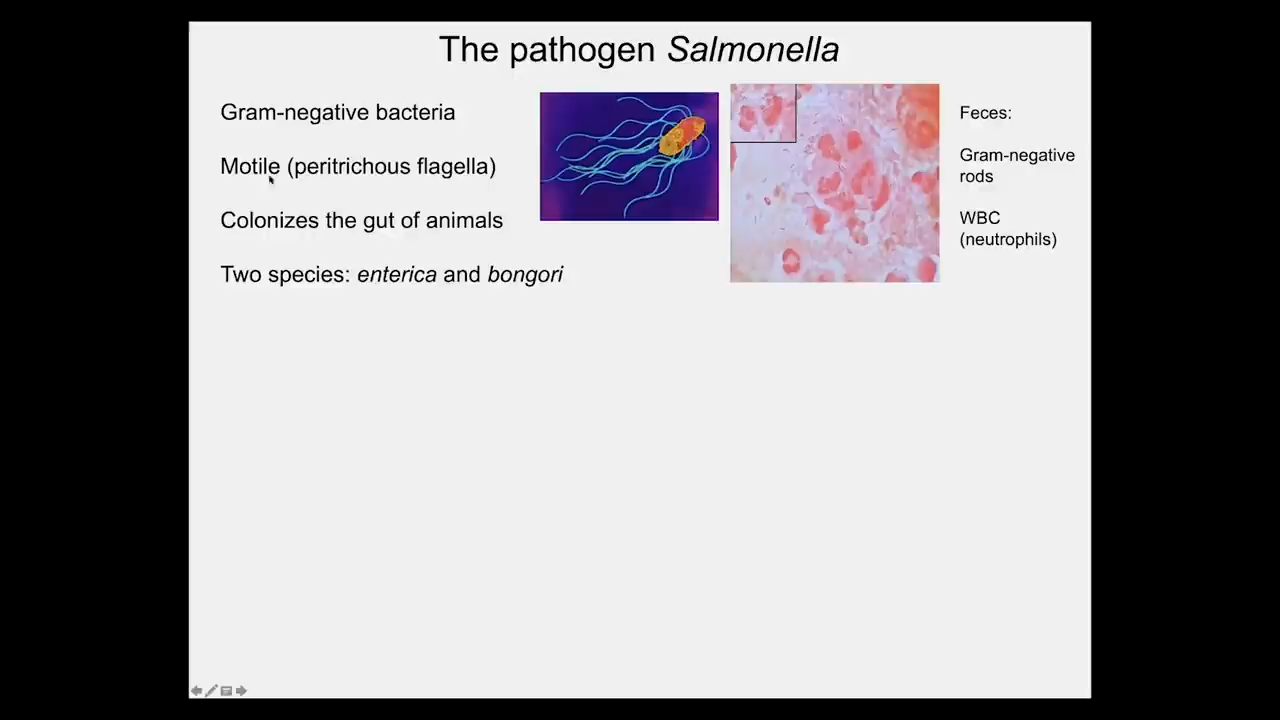 The pathogen Salmonella
Gram-negative bacteria
Motile (peritrichous flagella)
Colonizes the gut of animals
Two species: enterica and bongori
Feces:
Gram-negative
rods
WBC
(neutrophils)